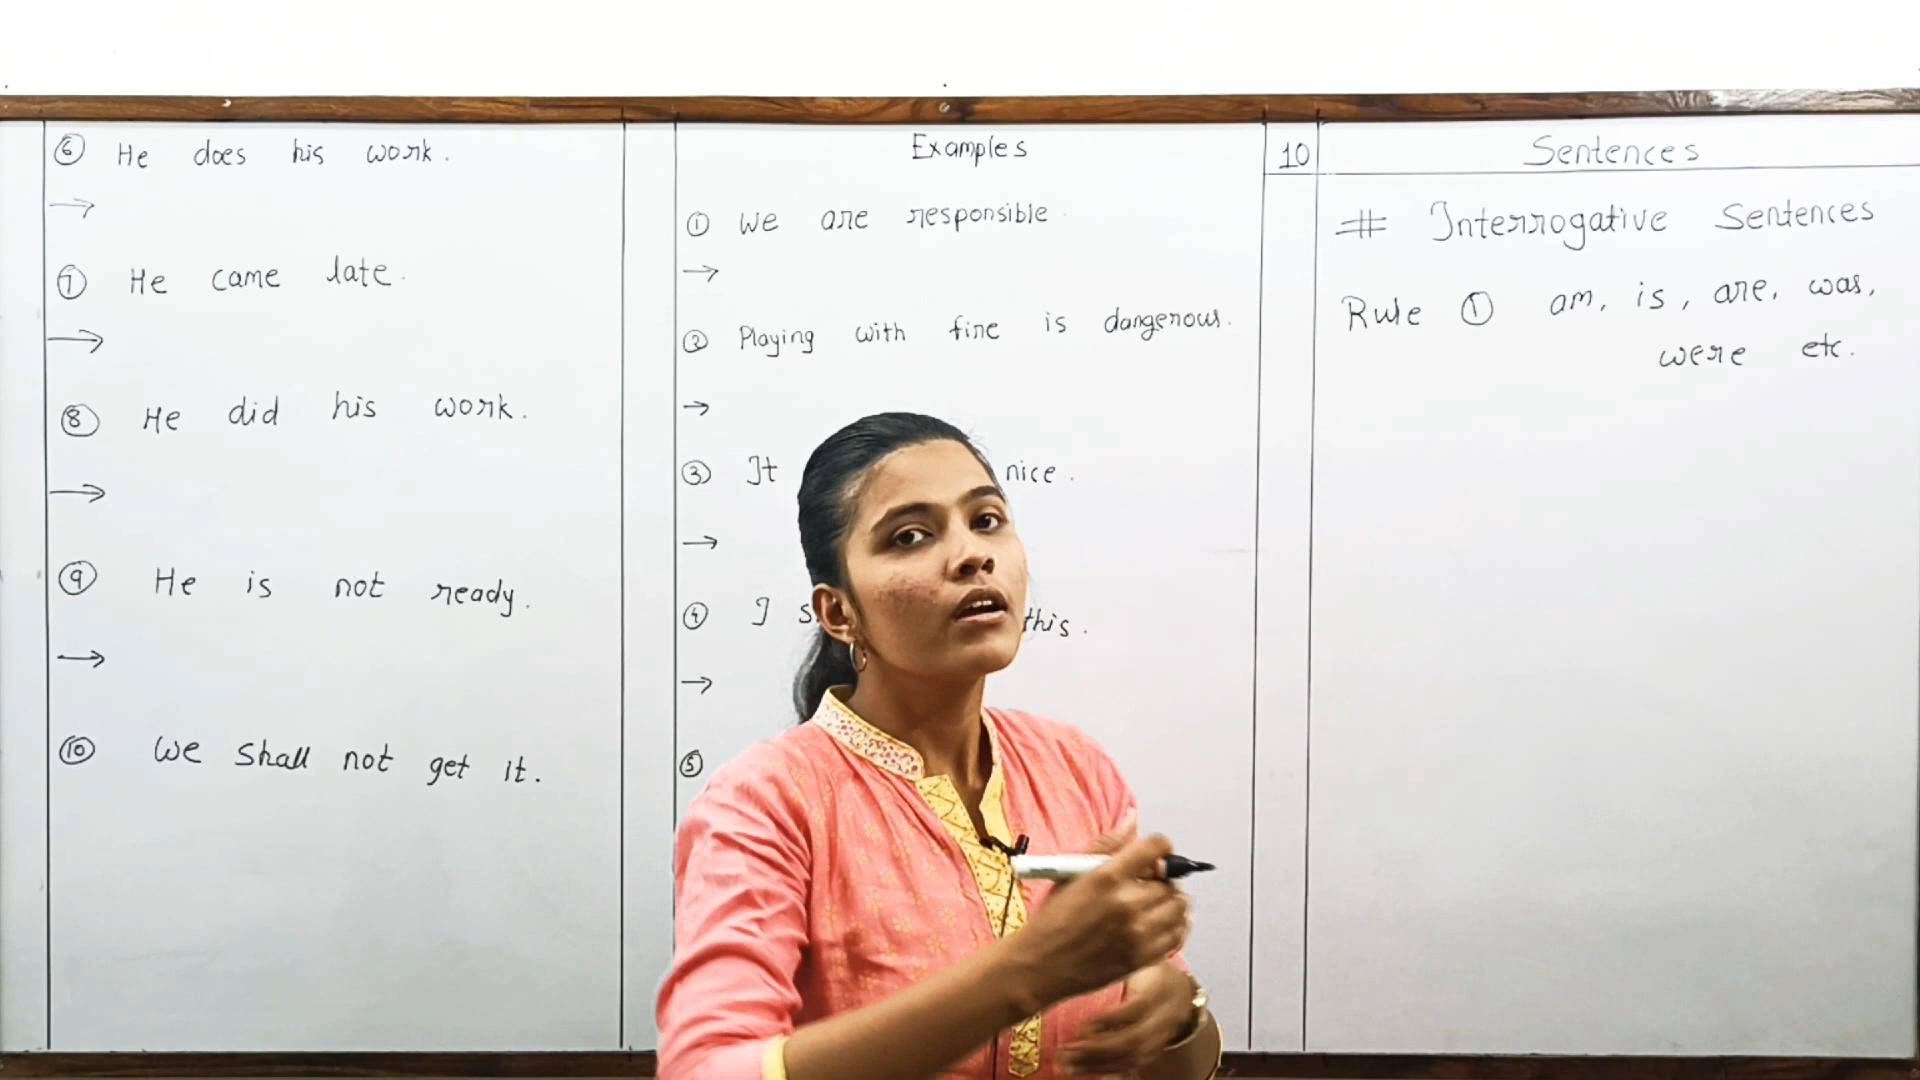 ⑥ He does his work.
→
⑦ He came late.
→
⑧ He did his work.
→
⑨ He is not ready.
→
⑩ We shall not get it.
Examples
① We are responsible
→
② Playing with fire is dangerous.
→
③ It nice.
→
④ I this.
→
⑤
10 Sentences
# Interrogative Sentences
Rule ① am, is, are, was,
were etc.